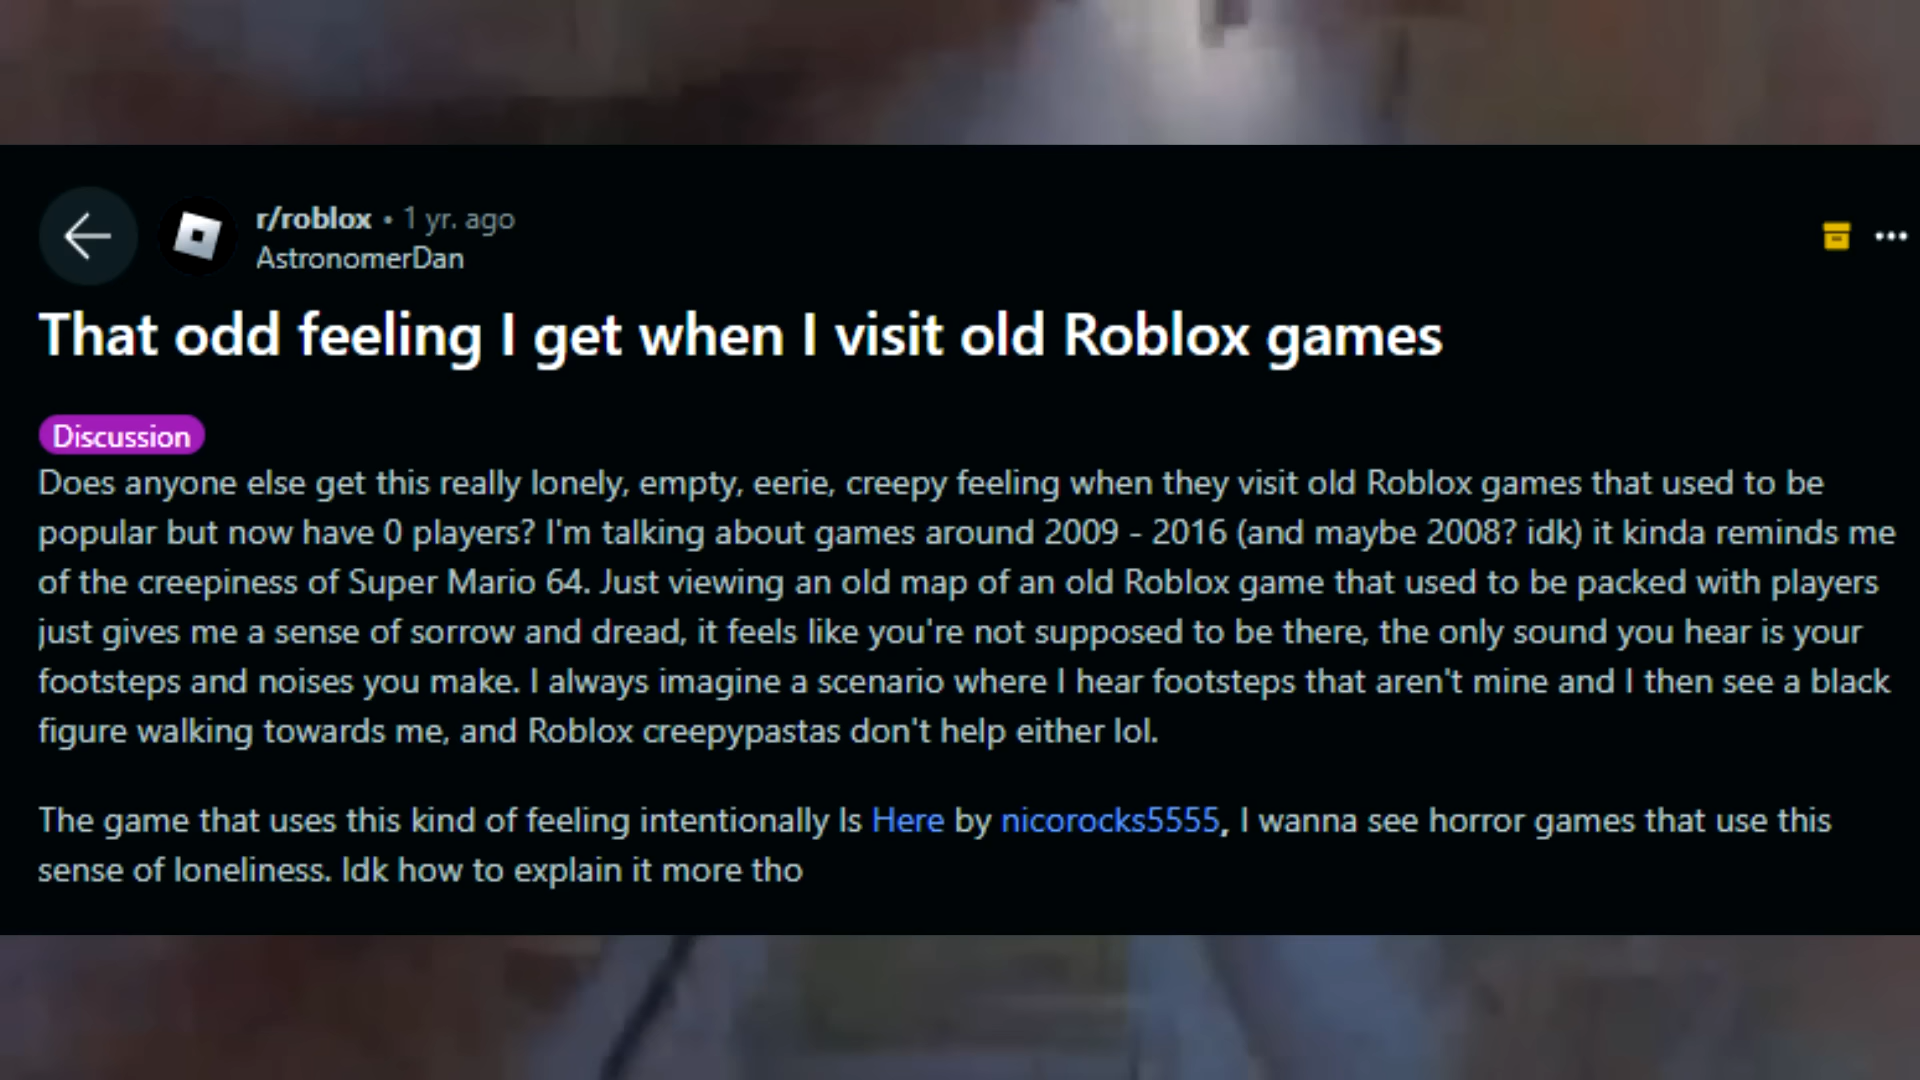 r/roblox • 1 yr. ago
AstronomerDan
That odd feeling I get when I visit old Roblox games
Discussion
Does anyone else get this really lonely, empty, eerie, creepy feeling when they visit old Roblox games that used to be
popular but now have 0 players? I'm talking about games around 2009 - 2016 (and maybe 2008? idk) it kinda reminds me
of the creepiness of Super Mario 64. Just viewing an old map of an old Roblox game that used to be packed with players
just gives me a sense of sorrow and dread, it feels like you're not supposed to be there, the only sound you hear is your
footsteps and noises you make. I always imagine a scenario where I hear footsteps that aren't mine and I then see a black
figure walking towards me, and Roblox creepypastas don't help either lol.
The game that uses this kind of feeling intentionally Is Here by nicorocks5555, I wanna see horror games that use this
sense of loneliness. Idk how to explain it more tho